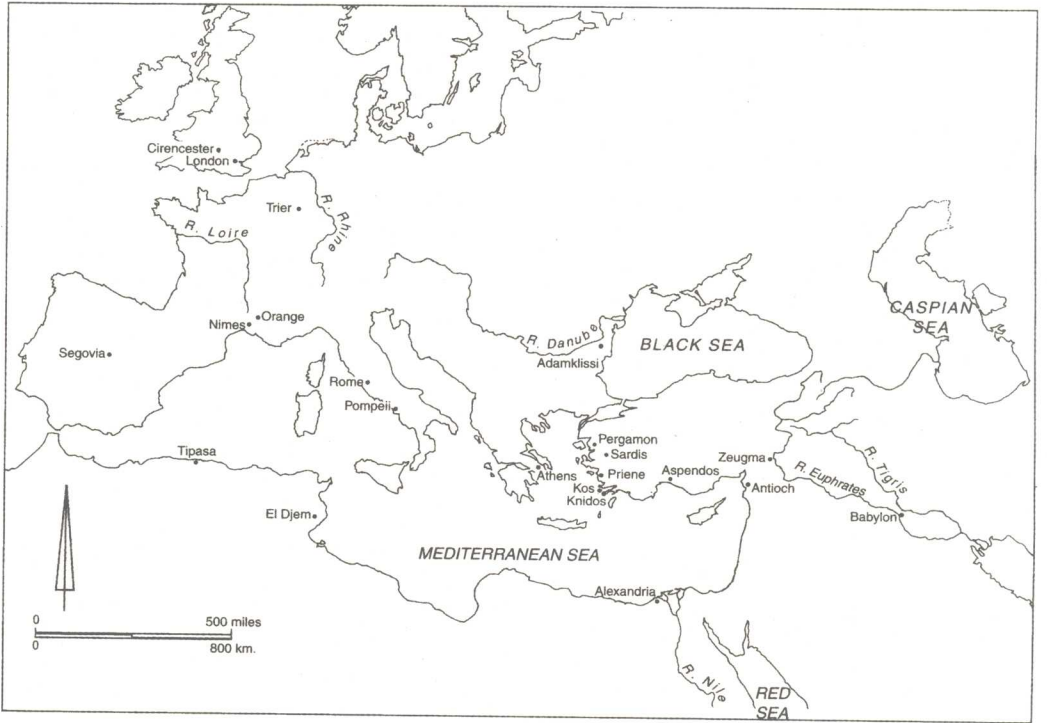 Cirencester
London
Trier
R. Rhine
R. Loire
Orange
Nimes
Segovia
Rome
Pompeii
R. Danube
Adamklissi
BLACK SEA
CASPIAN
SEA
Tipasa
El Djem
Pergamon
Sardis
Athens
Priene
Kos
Knidos
Aspendos
Zeugma
Antioch
R. Euphrates
R. Tigris
Babylon
MEDITERRANEAN SEA
Alexandria
R. Nile
RED
SEA
0 500 miles
0 800 km.